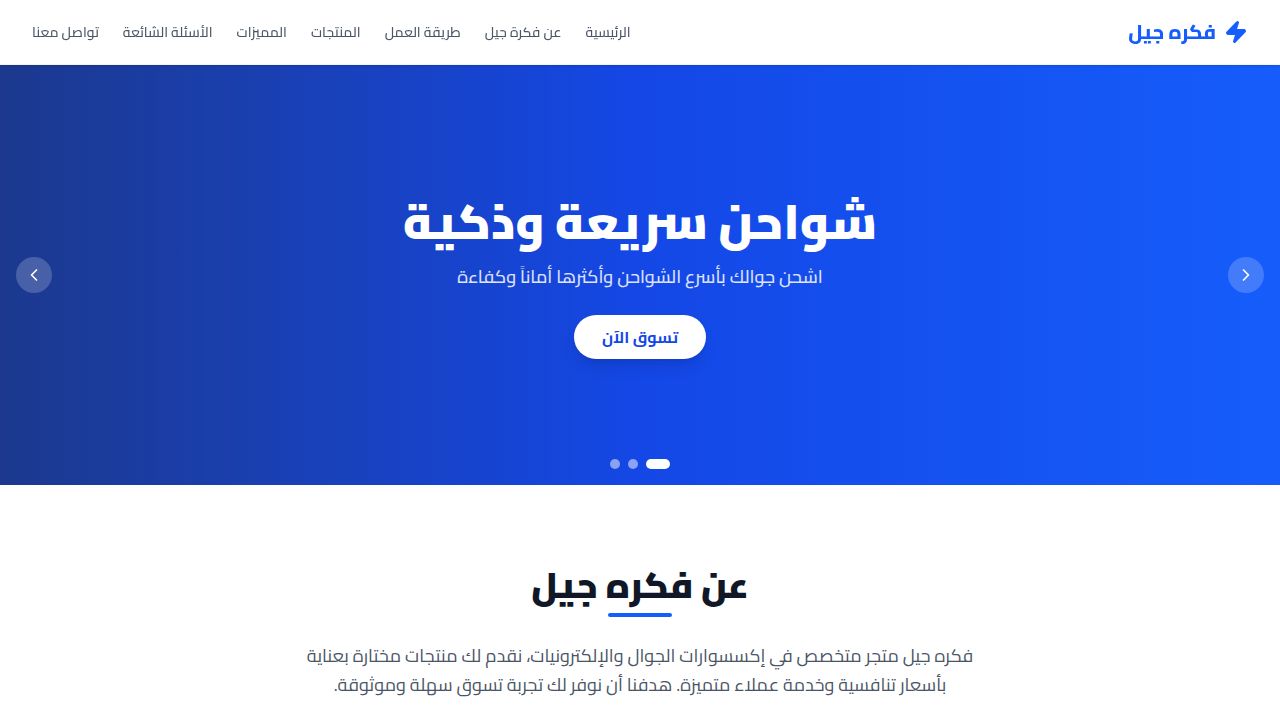 فكره جيل
الرئيسية
عن فكرة جيل
طريقة العمل
المنتجات
المميزات
الأسئلة الشائعة
تواصل معنا
شواحن سريعة وذكية
اشحن جوالك بأسرع الشواحن وأكثرها أماناً وكفاءة
تسوق الآن
عن فكره جيل
فكره جيل متجر متخصص في إكسسوارات الجوال والإلكترونيات، نقدم لك منتجات مختارة بعناية
بأسعار تنافسية وخدمة عملاء متميزة. هدفنا أن نوفر لك تجربة تسوق سهلة وموثوقة.